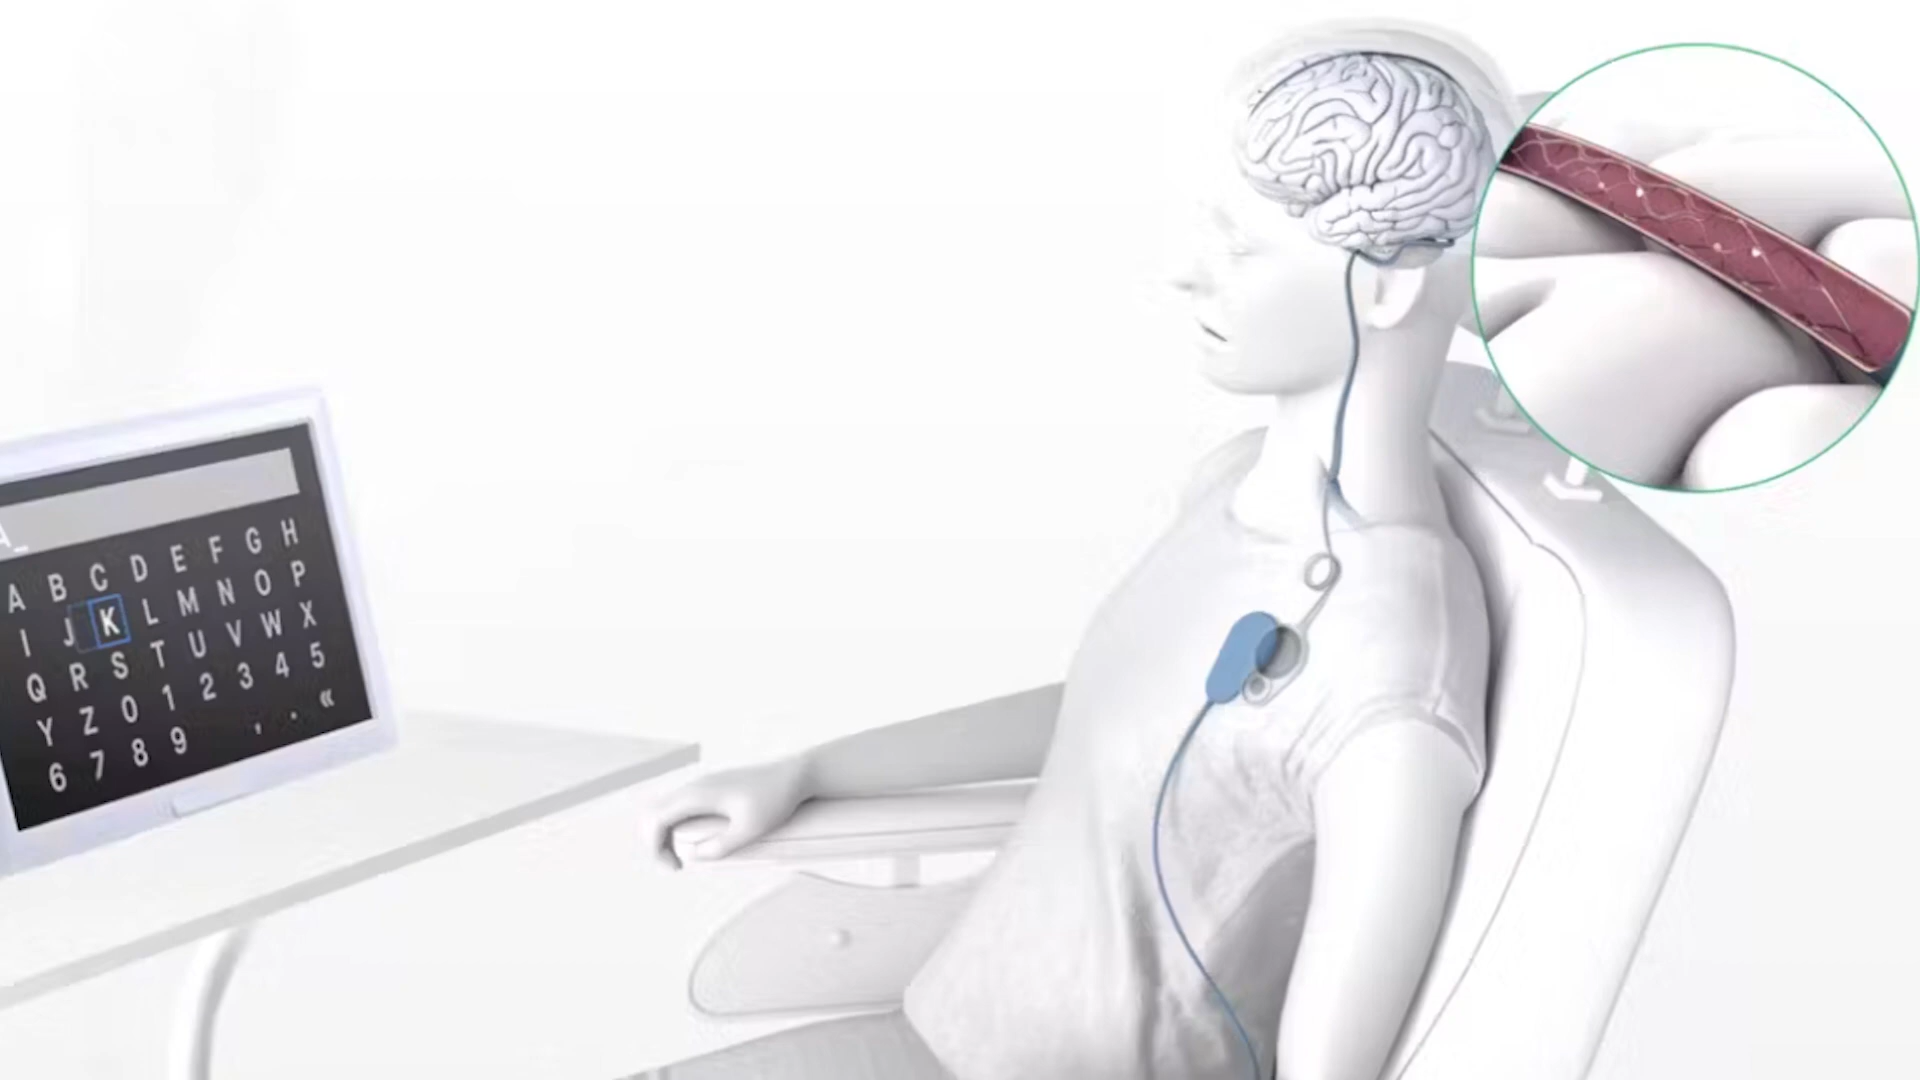 A_
A B C D E F G H
I J K L M N O P
Q R S T U V W X
Y Z 0 1 2 3 4 5
6 7 8 9 , . «